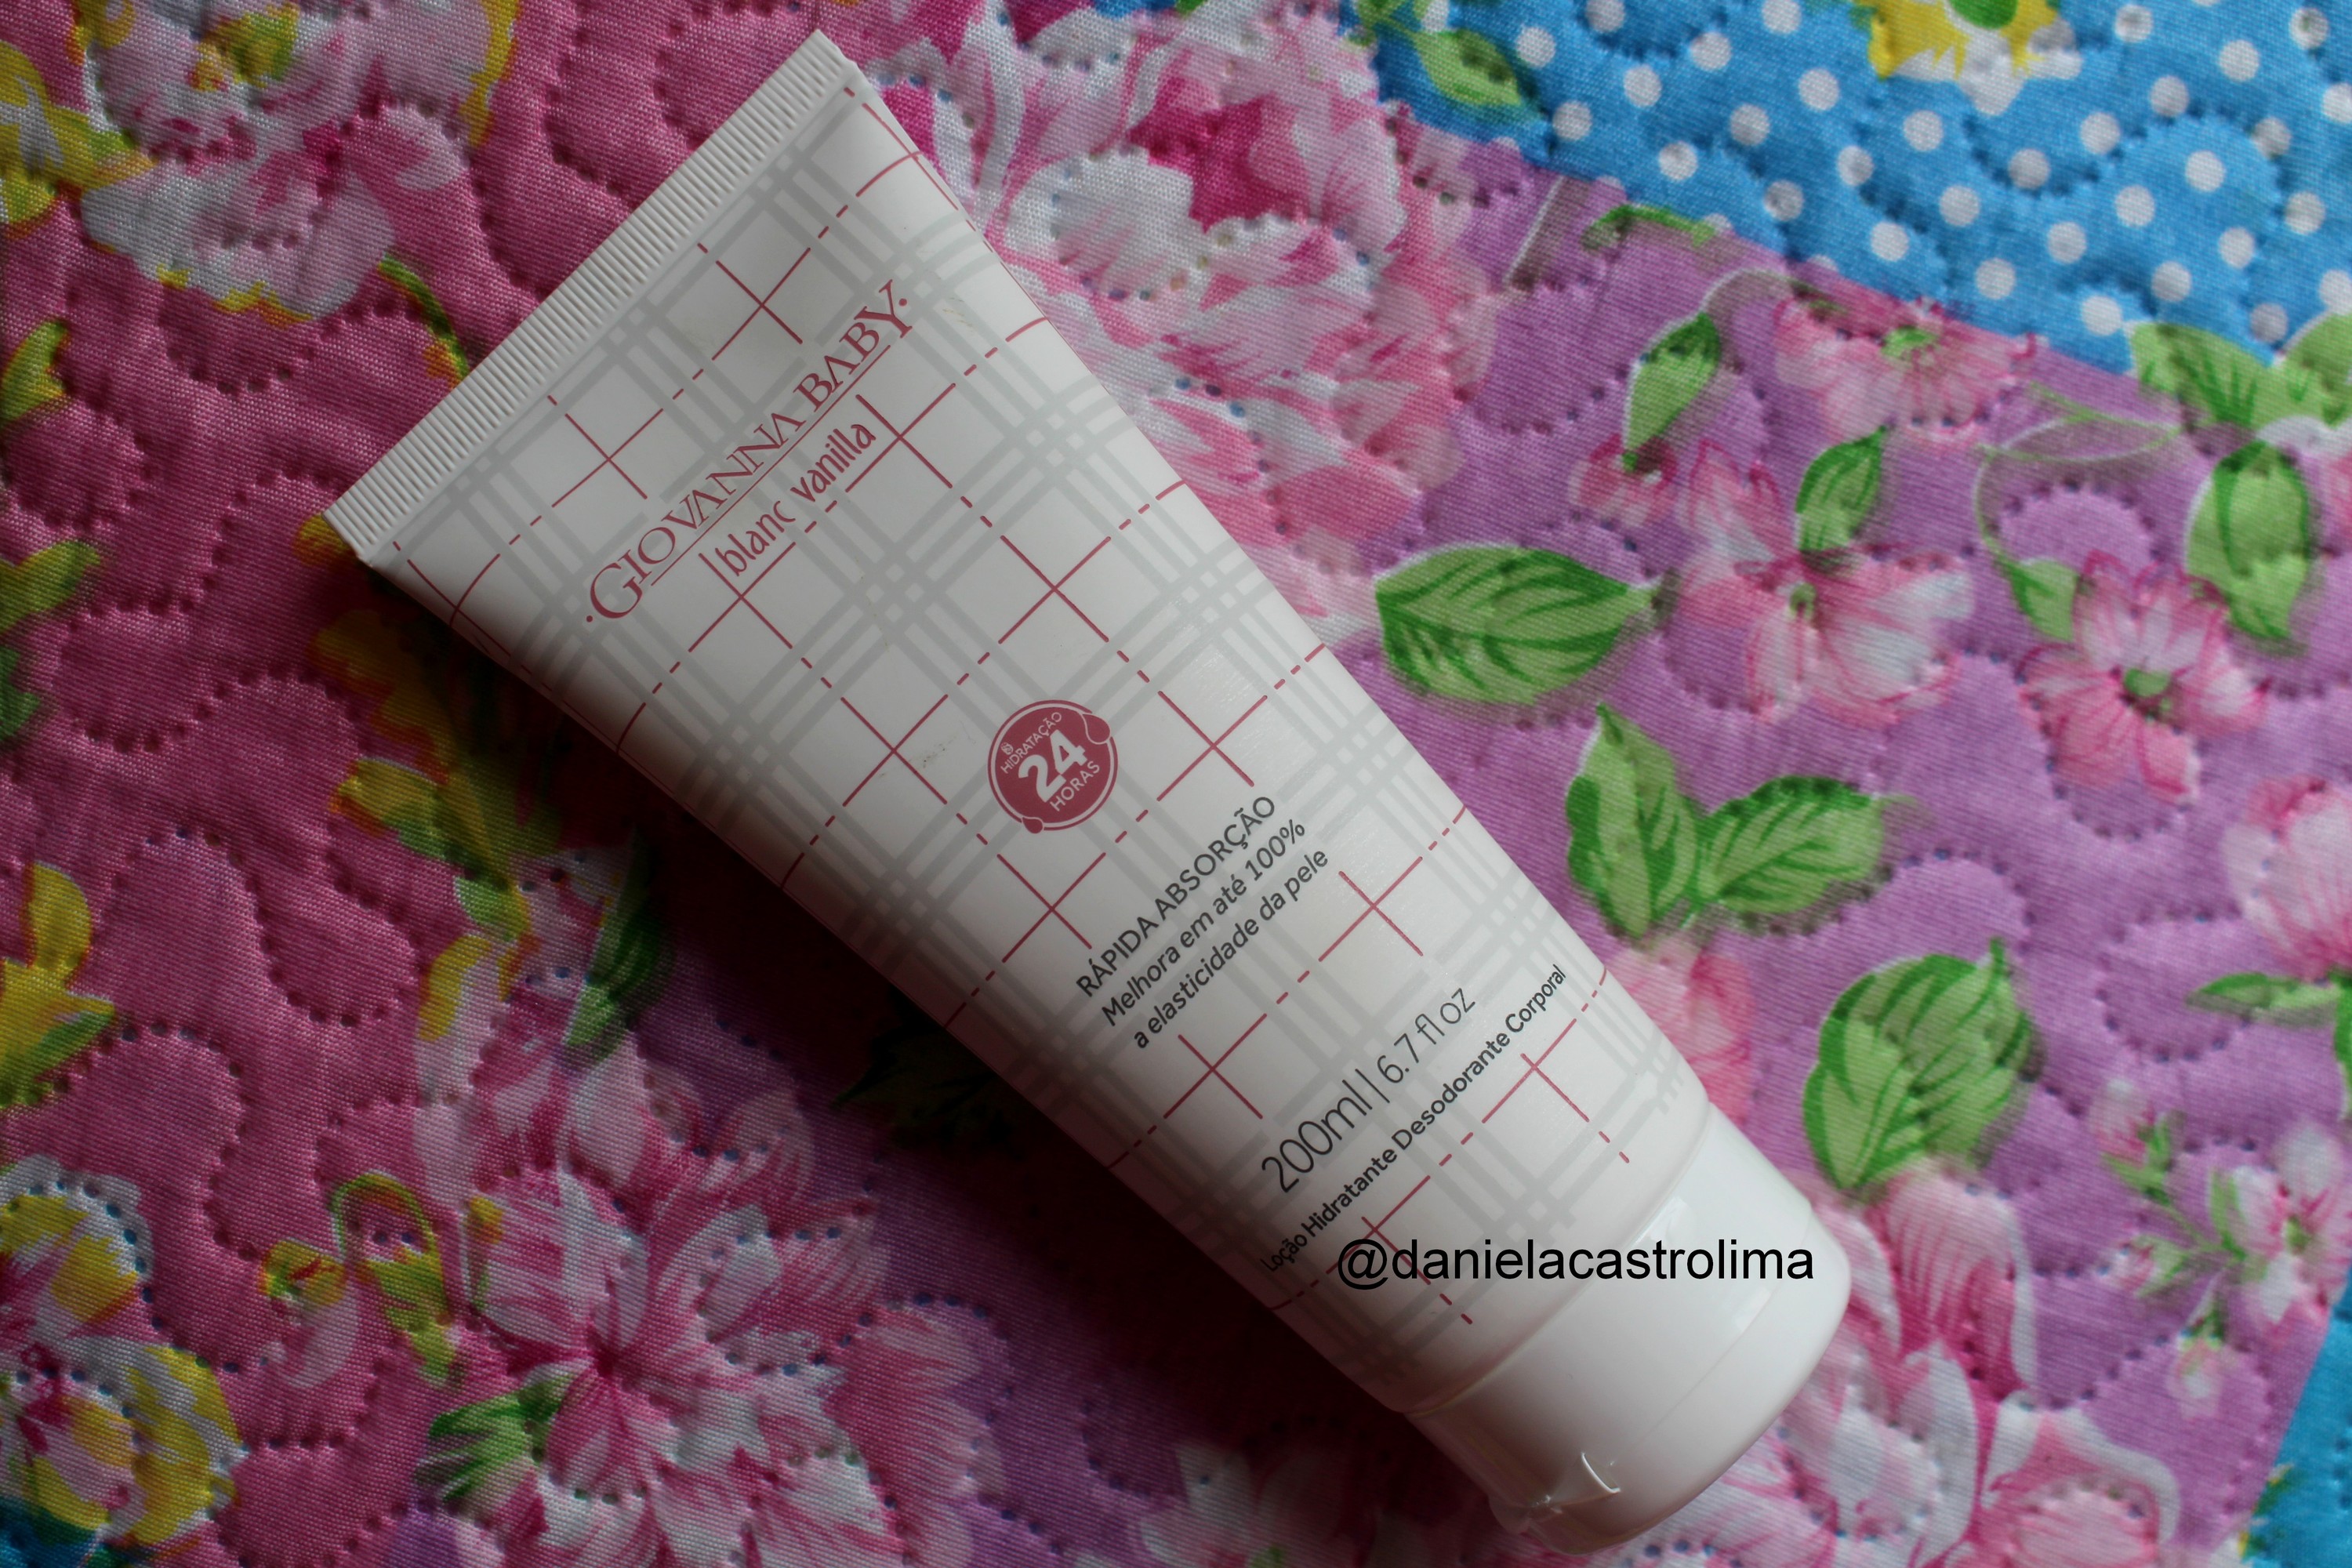 GIOVANNA BABY
blanc vanilla
HIDRATAÇÃO
24
HORAS
RÁPIDA ABSORÇÃO
Melhora em até 100%
a elasticidade da pele
200ml | 6.7 fl oz
Loção Hidratante Desodorante Corporal
@danielacastrolima